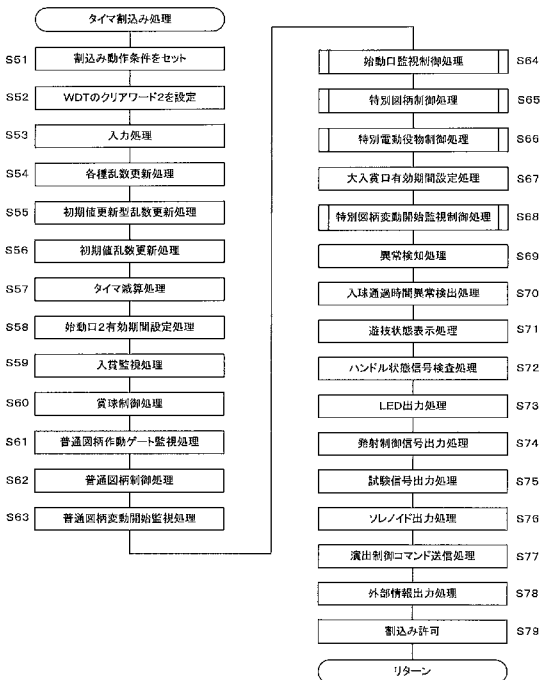 タイマ割込み処理
S51 割込み動作条件をセット
S52 WDTのクリアワード2を設定
S53 入力処理
S54 各種乱数更新処理
S55 初期値更新型乱数更新処理
S56 初期値乱数更新処理
S57 タイマ減算処理
S58 始動口2有効期間設定処理
S59 入賞監視処理
S60 賞球制御処理
S61 普通図柄作動ゲート監視処理
S62 普通図柄制御処理
S63 普通図柄変動開始監視処理
始動口監視制御処理 S64
特別図柄制御処理 S65
特別電動役物制御処理 S66
大入賞口有効期間設定処理 S67
特別図柄変動開始監視制御処理 S68
異常検知処理 S69
入球通過時間異常検出処理 S70
遊技状態表示処理 S71
ハンドル状態信号検査処理 S72
LED出力処理 S73
発射制御信号出力処理 S74
試験信号出力処理 S75
ソレノイド出力処理 S76
演出制御コマンド送信処理 S77
外部情報出力処理 S78
割込み許可 S79
リターン